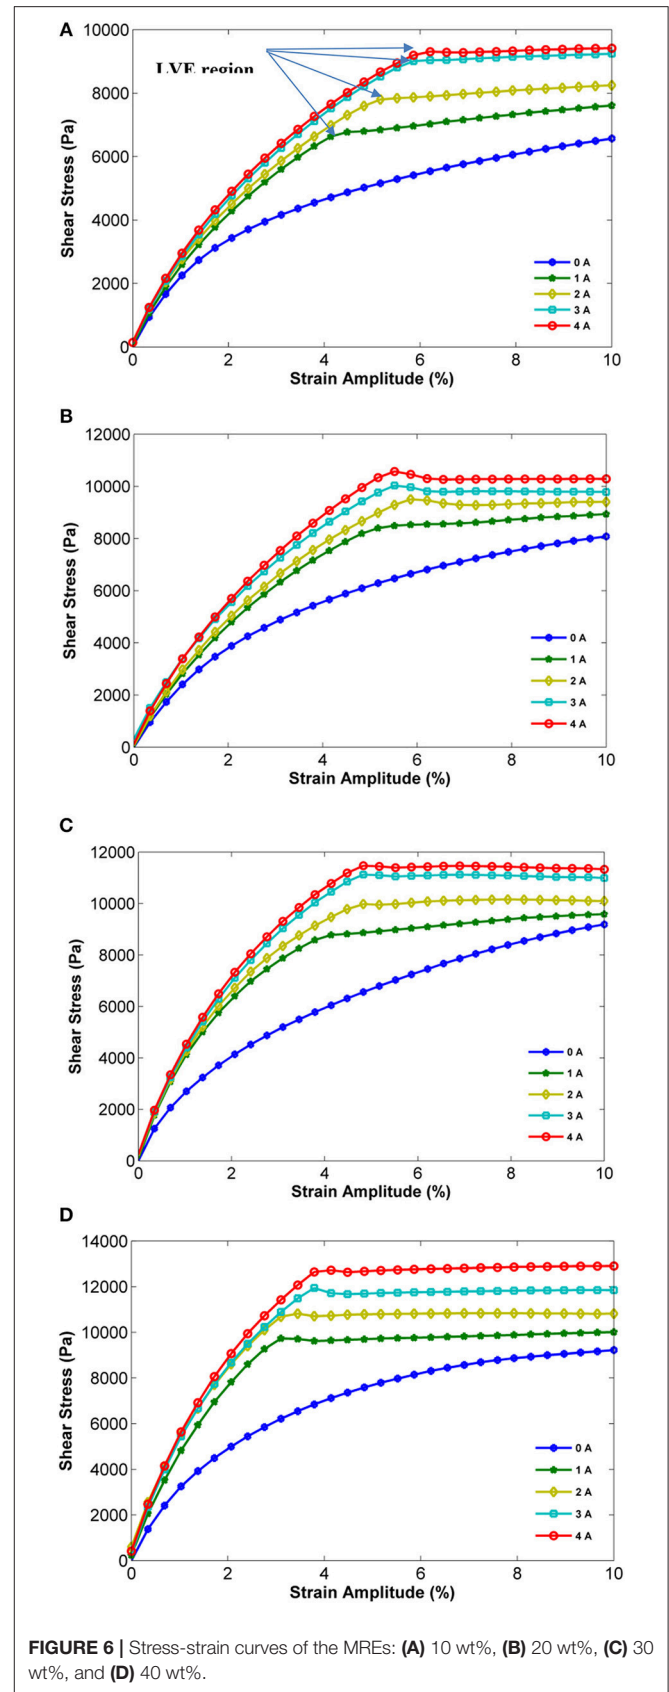 A
10000
8000
6000
4000
2000
0
Shear Stress (Pa)
LVE region
0 A
1 A
2 A
3 A
4 A
0 2 4 6 8 10
Strain Amplitude (%)
B
12000
10000
8000
6000
4000
2000
0
Shear Stress (Pa)
0 A
1 A
2 A
3 A
4 A
0 2 4 6 8 10
Strain Amplitude (%)
C
12000
10000
8000
6000
4000
2000
0
Shear Stress (Pa)
0 A
1 A
2 A
3 A
4 A
0 2 4 6 8 10
Strain Amplitude (%)
D
14000
12000
10000
8000
6000
4000
2000
0
Shear Stress (Pa)
0 A
1 A
2 A
3 A
4 A
0 2 4 6 8 10
Strain Amplitude (%)
FIGURE 6 | Stress-strain curves of the MREs: (A) 10 wt%, (B) 20 wt%, (C) 30
wt%, and (D) 40 wt%.